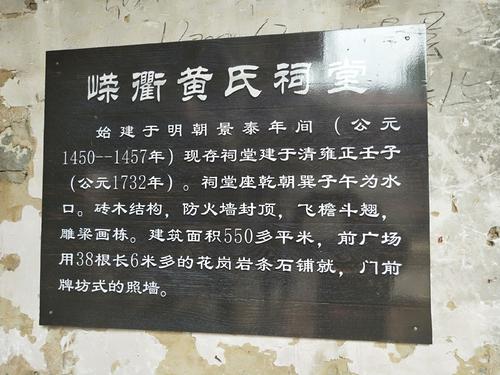 嵘衢黄氏祠堂
始建于明朝景泰年间（公元
1450--1457年）现存祠堂建于清雍正壬子
（公元1732年）。祠堂座乾朝巽子午为水
口。砖木结构，防火墙封顶，飞檐斗翘，
雕梁画栋。建筑面积550多平米，前广场
用38根长6米多的花岗岩条石铺就，门前
牌坊式的照墙。